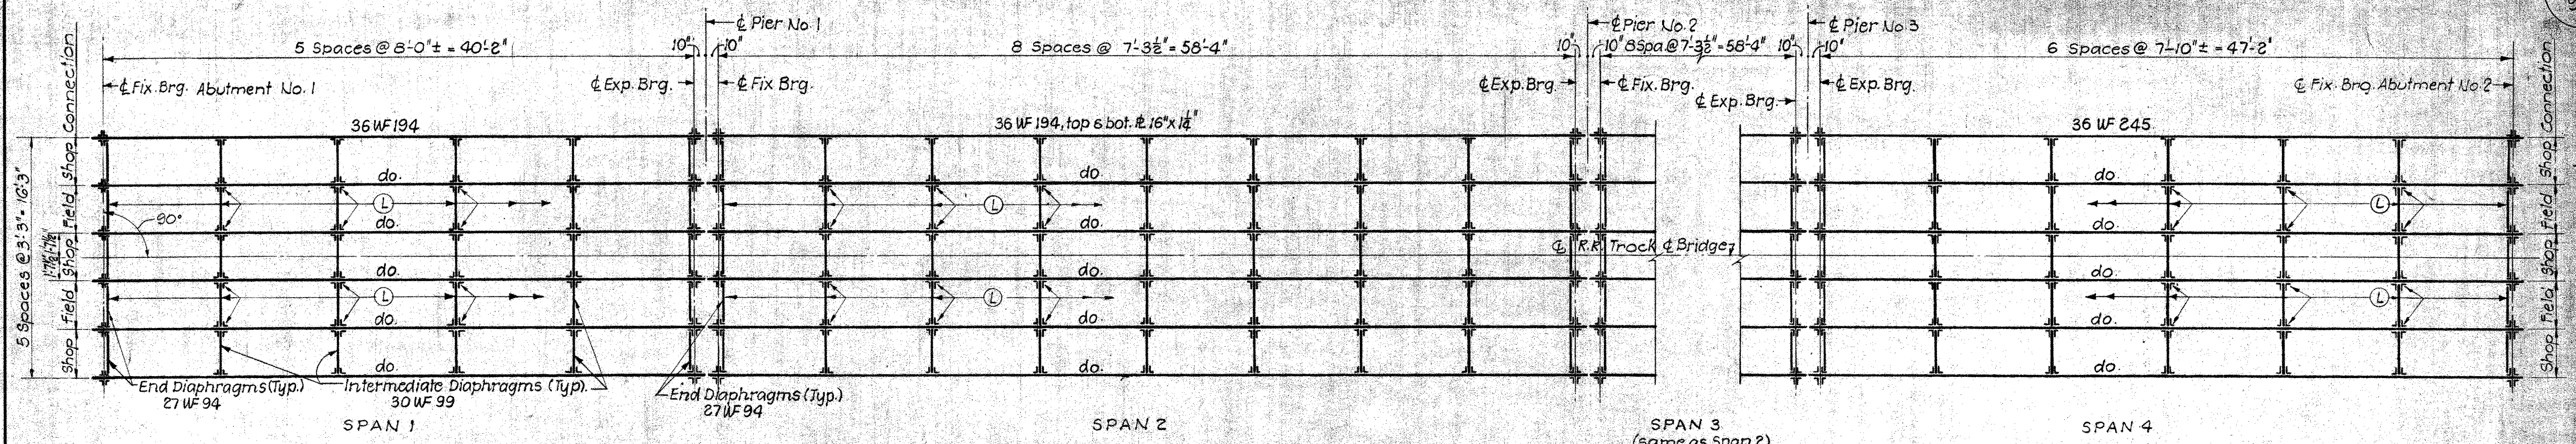 ℄ Pier No. 1
℄ Pier No. 2
℄ Pier No. 3
5 Spaces @ 8'-0"± = 40'-2"
10"
10"
8 Spaces @ 7'-3½" = 58'-4"
10"
10"
8 Spa @ 7'-3½" = 58'-4"
10"
10"
6 Spaces @ 7'-10"± = 47'-2"
℄ Fix. Brg. Abutment No. 1
℄ Exp. Brg.
℄ Fix Brg.
℄ Exp. Brg.
℄ Fix. Brg.
℄ Exp. Brg.
℄ Exp. Brg.
℄ Fix. Brg. Abutment No. 2
36 WF 194
36 WF 194, top & bot. ℞ 16" x 1¼"
36 WF 245
5 Spaces @ 3'-3" = 16'-3"
Shop Field Shop Field Shop Connection
1'-7½" 1'-7½"
90°
do.
do.
do.
do.
do.
L
L
do.
do.
do.
do.
do.
L
L
℄ R.R. Track ℄ Bridge
do.
do.
do.
do.
do.
L
L
Shop Field Shop Field Shop Connection
End Diaphragms (Typ.)
27 WF 94
Intermediate Diaphragms (Typ.)
30 WF 99
End Diaphragms (Typ.)
27 WF 94
SPAN 1
SPAN 2
SPAN 3
(same as Span 2)
SPAN 4